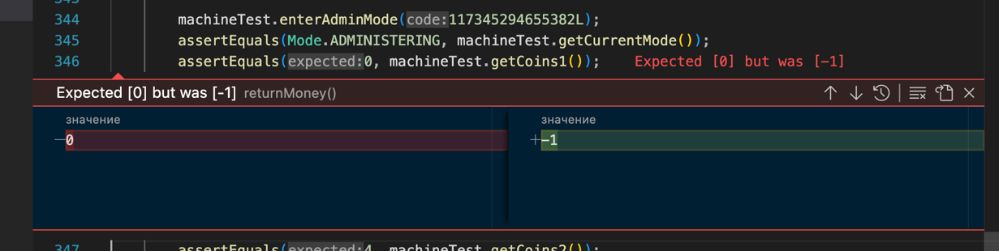 344 machineTest.enterAdminMode(code:117345294655382L);
345 assertEquals(Mode.ADMINISTERING, machineTest.getCurrentMode());
346 assertEquals(expected:0, machineTest.getCoins1()); Expected [0] but was [-1]
Expected [0] but was [-1] returnMoney()
значение значение
—0 +-1
347 assertEquals(expected:4, machineTest.getCoins2());